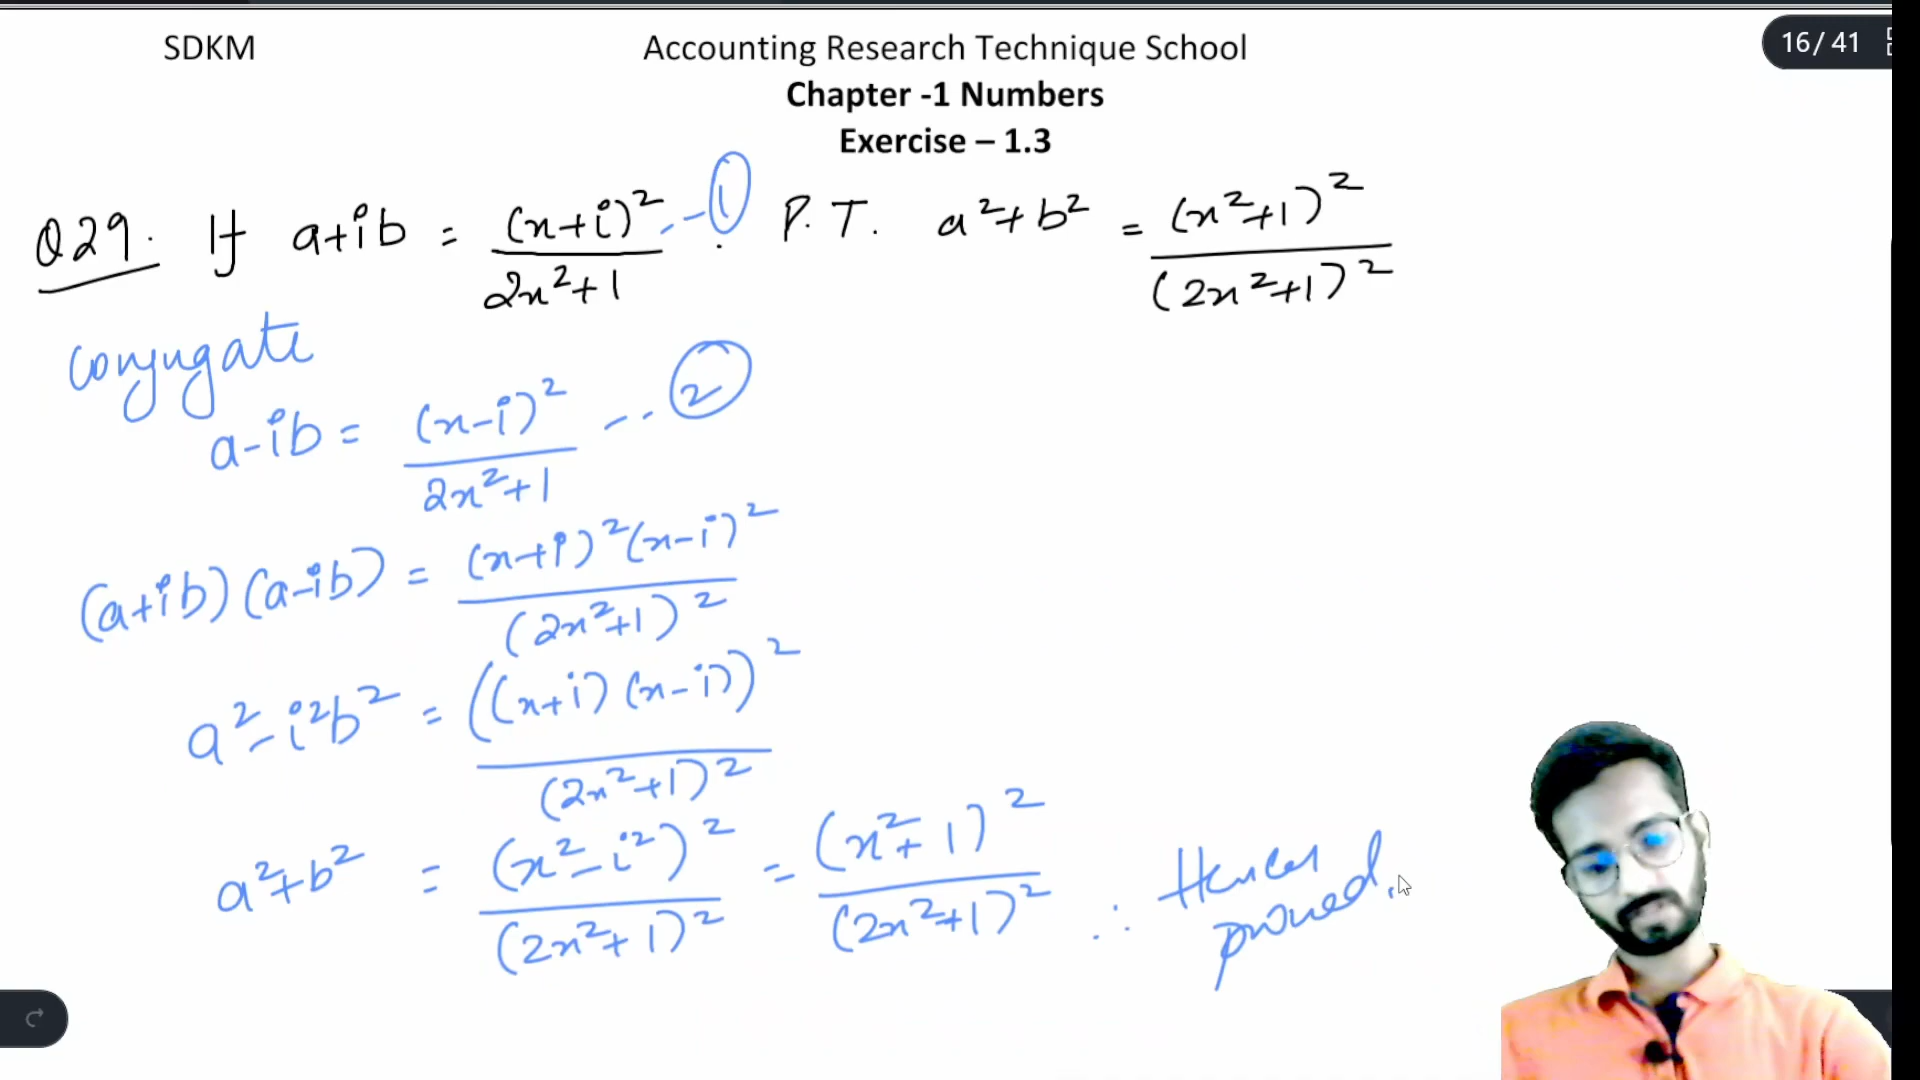 SDKM Accounting Research Technique School 16/ 41
Chapter -1 Numbers
Exercise – 1.3
Q29. If a+ib = (x+i)²/2x²+1 --① . P.T. a²+b² = (x²+1)²/(2x²+1)²
Conjugate
a-ib = (x-i)²/2x²+1 --- ②
(a+ib)(a-ib) = (x+i)²(x-i)²/(2x²+1)²
a²-i²b² = ((x+i)(x-i))²/(2x²+1)²
a²+b² = (x²-i²)²/(2x²+1)² = (x²+1)²/(2x²+1)² ∴ Hence
proved.